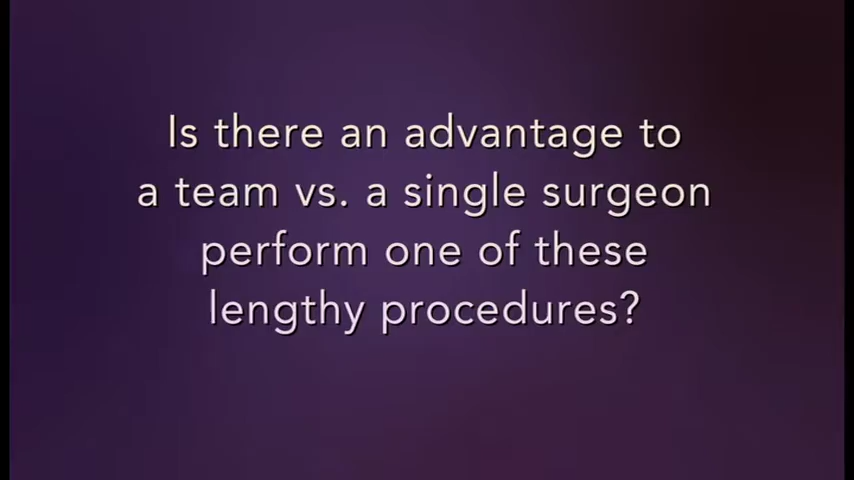 Is there an advantage to
a team vs. a single surgeon
perform one of these
lengthy procedures?